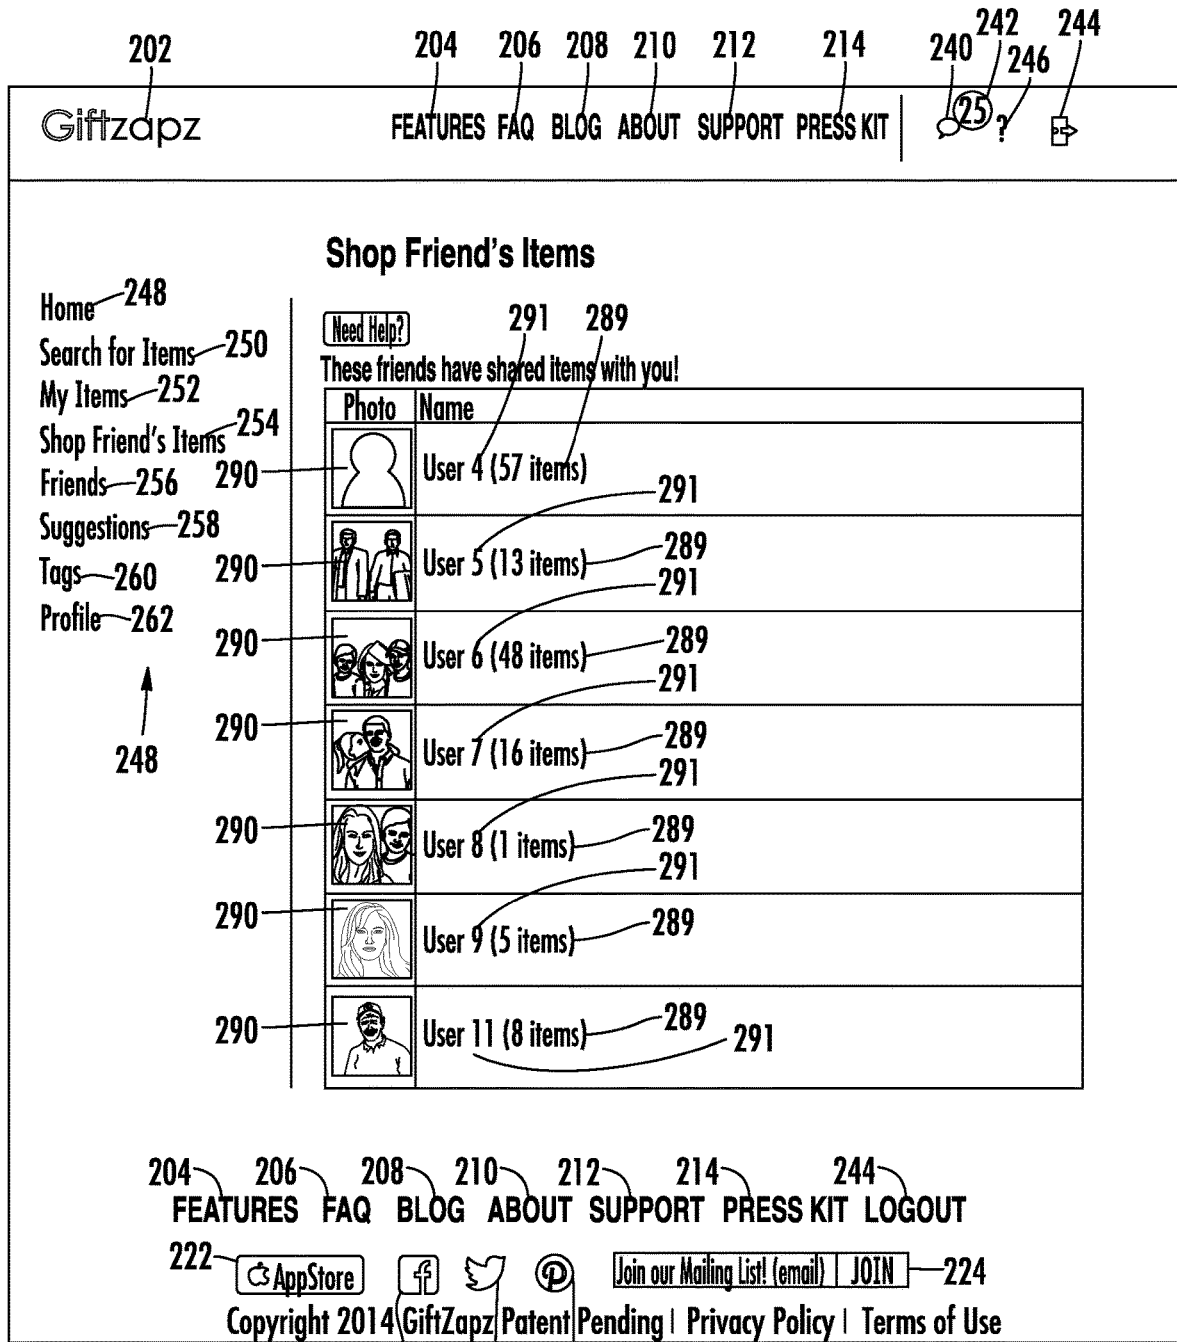 242
202 204 206 208 210 212 214 240 246 244
Giftzapz FEATURES FAQ BLOG ABOUT SUPPORT PRESS KIT 25 ?
Shop Friend's Items
Home 248
Search for Items 250
My Items 252
Shop Friend's Items 254
Friends 256
Suggestions 258
Tags 260
Profile 262
248
Need Help? 291 289
These friends have shared items with you!
Photo Name
290 User 4 (57 items)
291
290 User 5 (13 items) 289
291
290 User 6 (48 items) 289
291
290 User 7 (16 items) 289
291
290 User 8 (1 items) 289
291
290 User 9 (5 items) 289
290 User 11 (8 items) 289
291
204 206 208 210 212 214 244
FEATURES FAQ BLOG ABOUT SUPPORT PRESS KIT LOGOUT
222 AppStore f Join our Mailing List! (email) JOIN 224
Copyright 2014 GiftZapz Patent Pending | Privacy Policy | Terms of Use